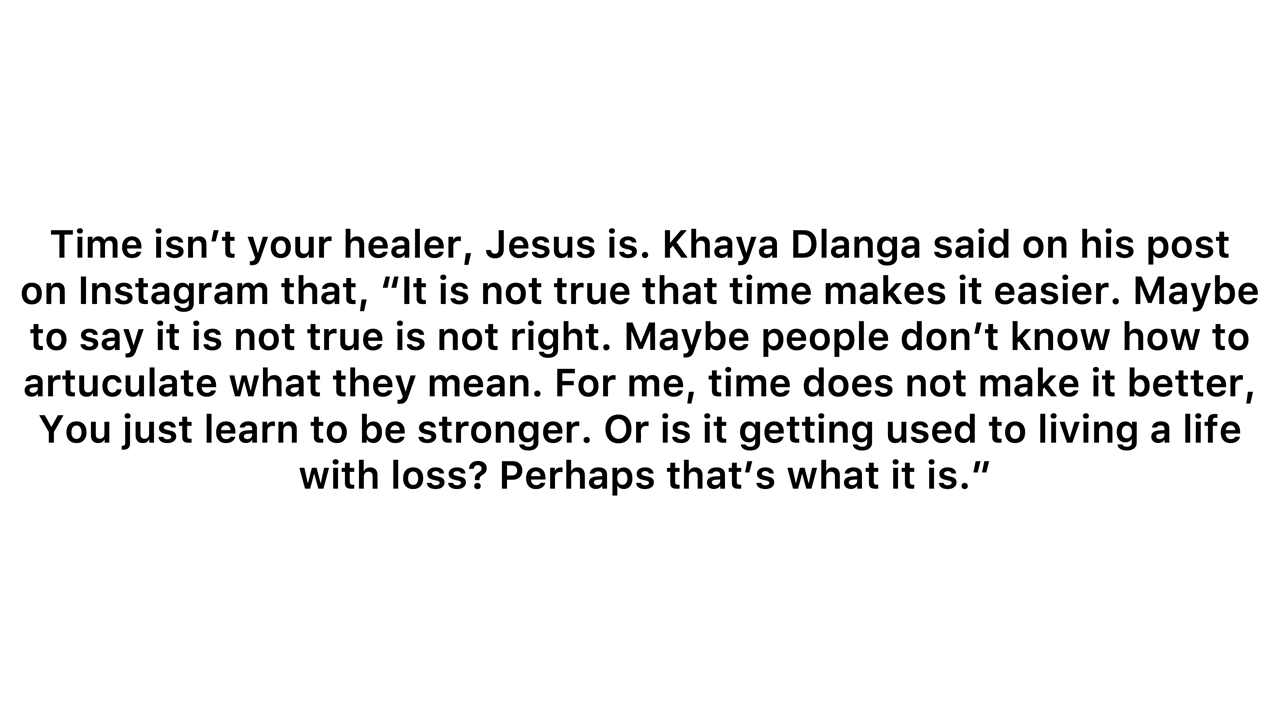 Time isn’t your healer, Jesus is. Khaya Dlanga said on his post
on Instagram that, “It is not true that time makes it easier. Maybe
to say it is not true is not right. Maybe people don’t know how to
artuculate what they mean. For me, time does not make it better,
You just learn to be stronger. Or is it getting used to living a life
with loss? Perhaps that’s what it is.”